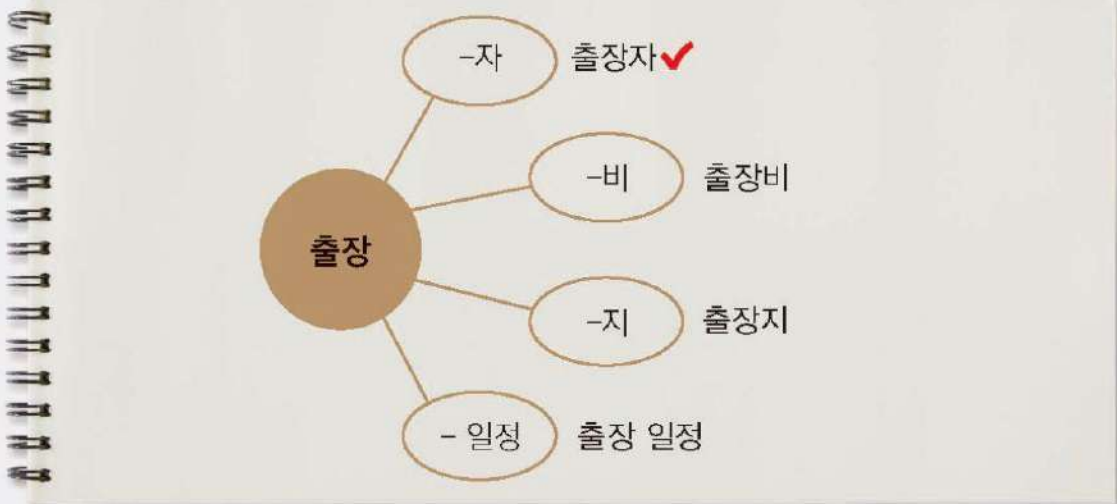 -자 출장자
-비 출장비
출장
-지 출장지
- 일정 출장 일정